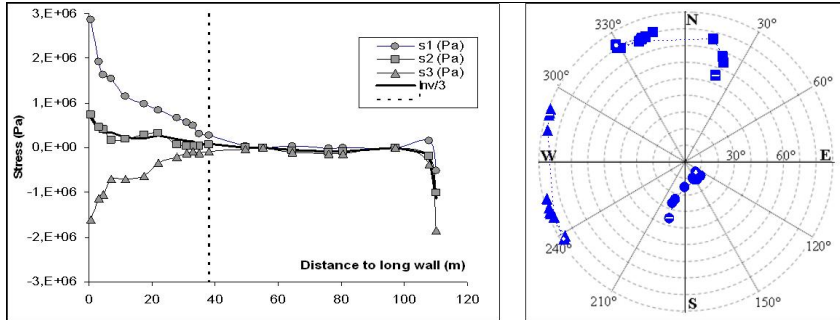 3,E+06
2,E+06
1,E+06
0,E+00
-1,E+06
-2,E+06
-3,E+06
Stress (Pa)
s1 (Pa)
s2 (Pa)
s3 (Pa)
Inv/3
Distance to long wall (m)
0
20
40
60
80
100
120
N
330°
30°
300°
60°
W
30°
60°
E
240°
120°
210°
150°
S